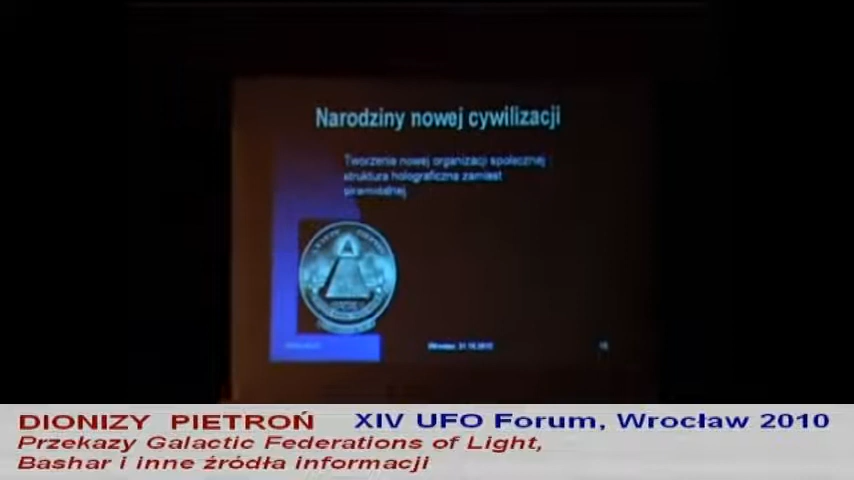 Narodziny nowej cywilizacji
Tworzenie nowej organizacji społecznej
struktura holograficzna zamiast
piramidalnej
DIONIZY PIETROŃ XIV UFO Forum, Wrocław 2010
Przekazy Galactic Federations of Light,
Bashar i inne źródła informacji